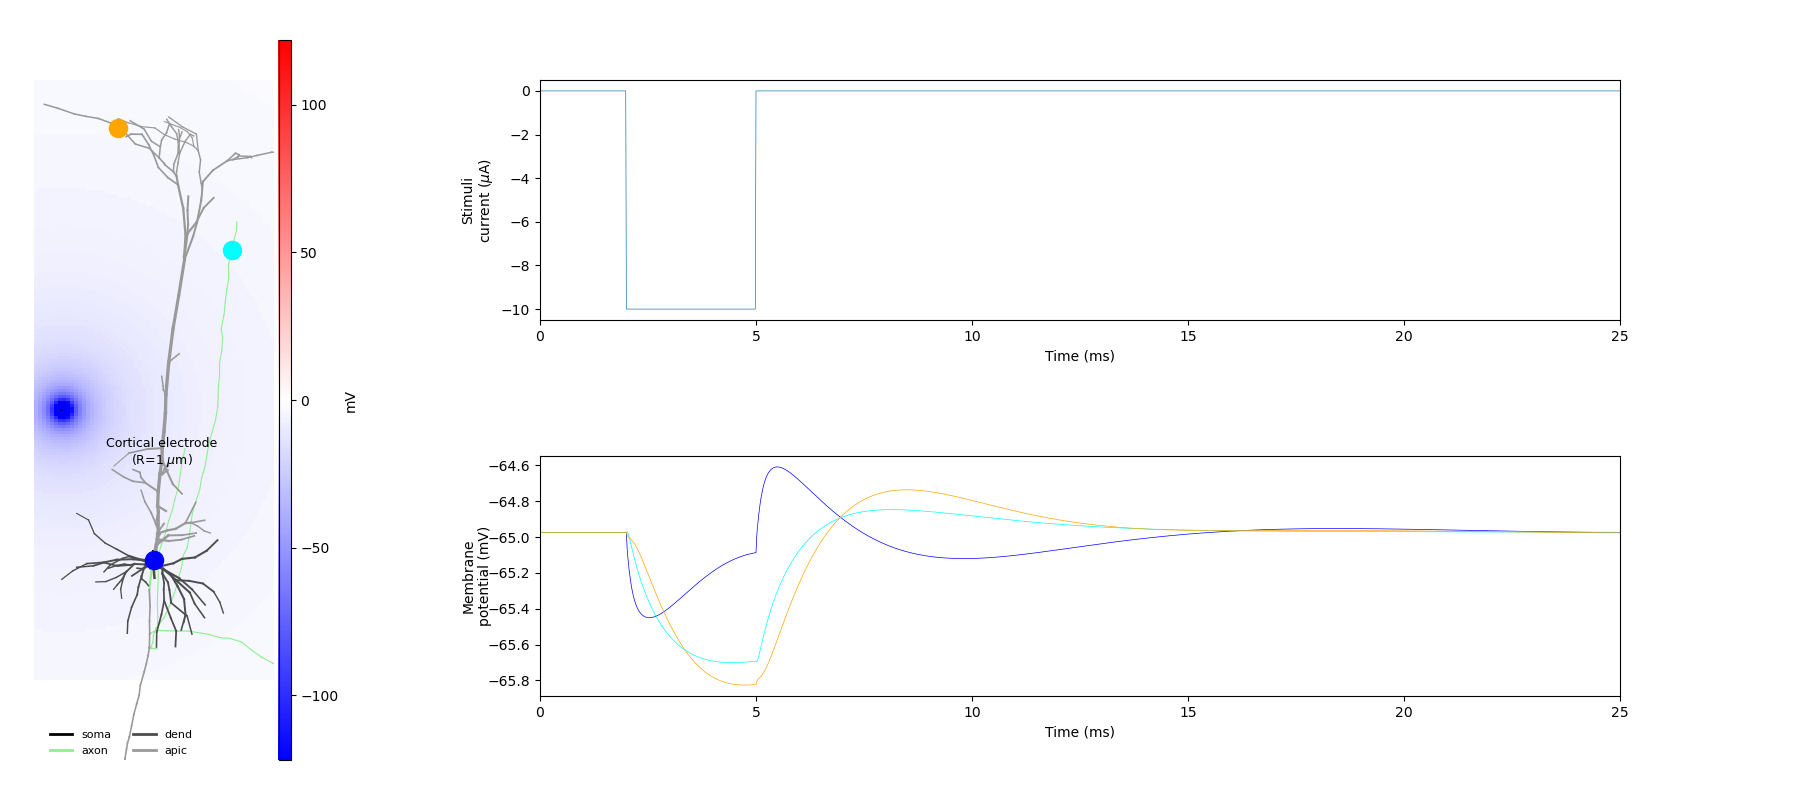 100
50
0
−50
−100
mV
Cortical electrode
(R=1 μm)
soma
dend
axon
apic
0
−2
−4
−6
−8
−10
Stimuli
current (μA)
0
5
10
15
20
25
Time (ms)
−64.6
−64.8
−65.0
−65.2
−65.4
−65.6
−65.8
Membrane
potential (mV)
0
5
10
15
20
25
Time (ms)